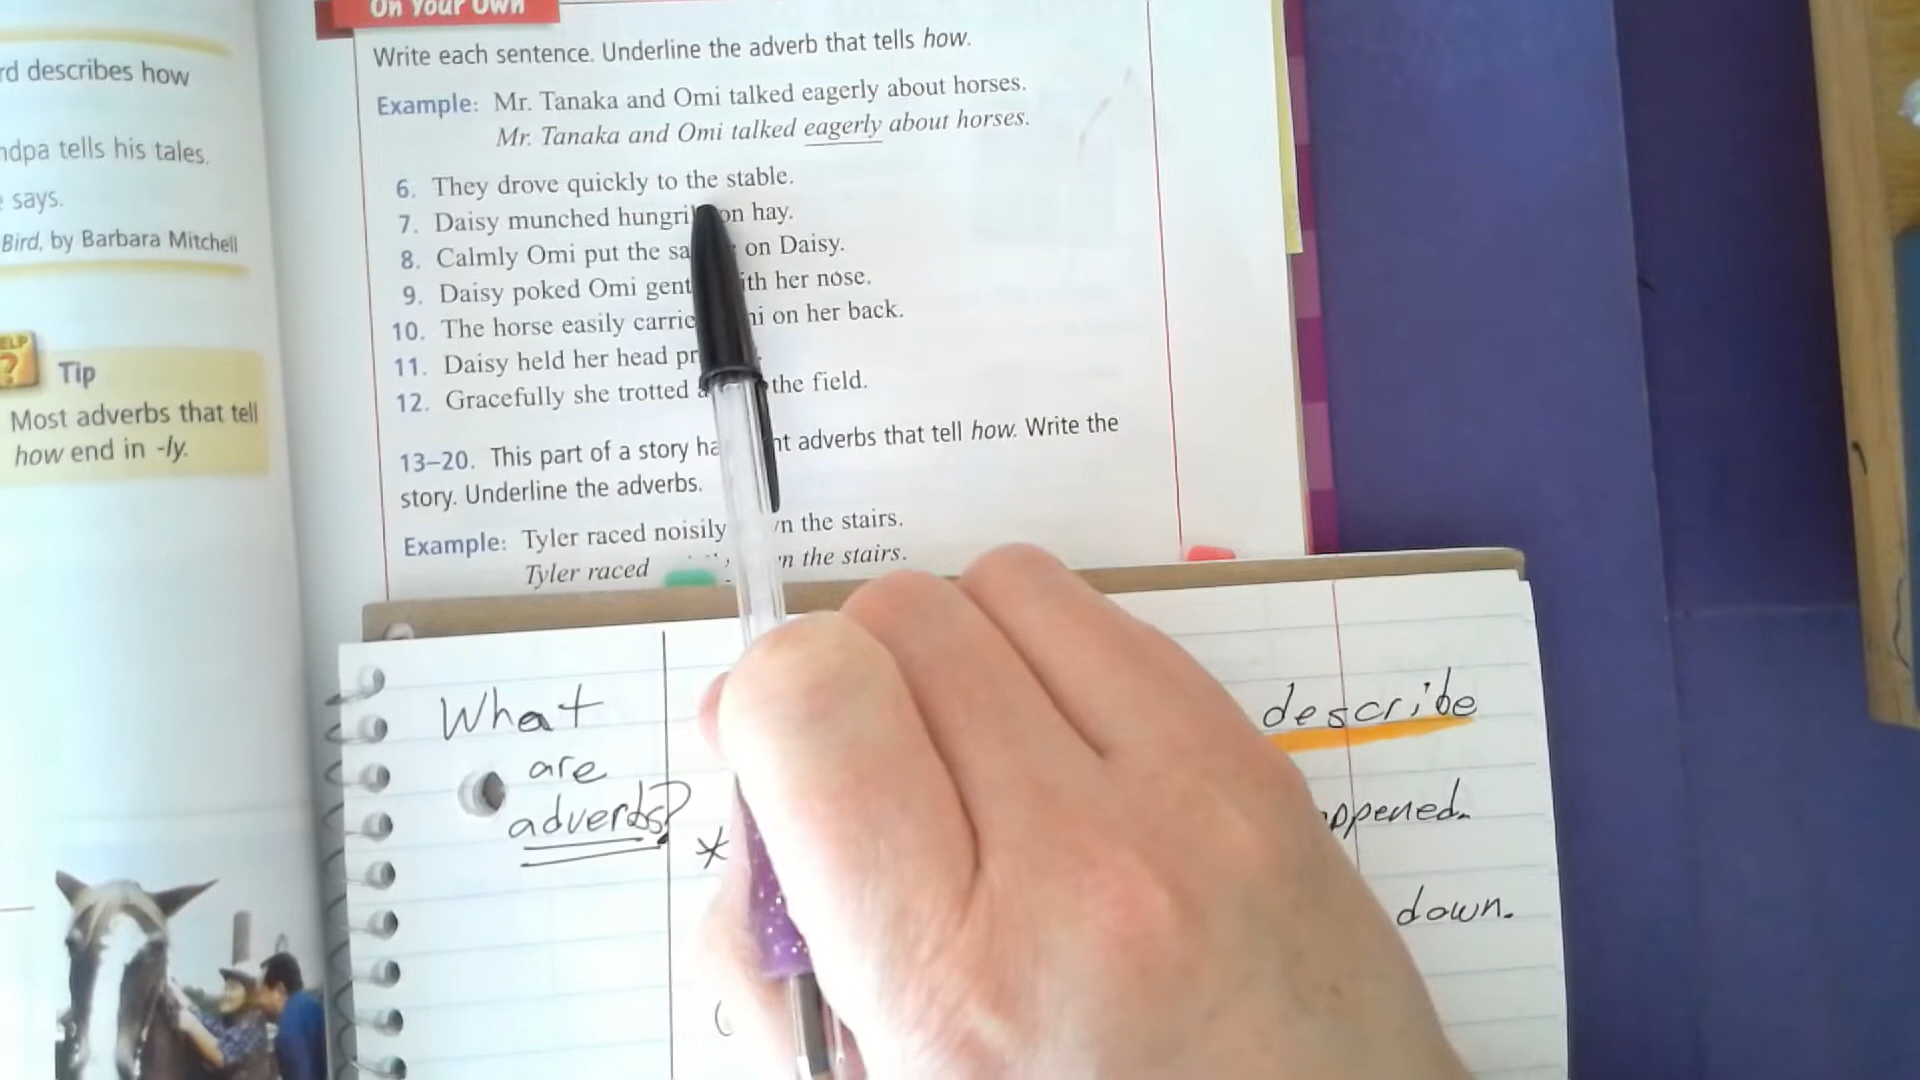 On Your Own
Write each sentence. Underline the adverb that tells how.
Example: Mr. Tanaka and Omi talked eagerly about horses.
Mr. Tanaka and Omi talked eagerly about horses.
6. They drove quickly to the stable.
7. Daisy munched hungri on hay.
8. Calmly Omi put the sa on Daisy.
9. Daisy poked Omi gent ith her nose.
10. The horse easily carrie on her back.
11. Daisy held her head pr
12. Gracefully she trotted the field.
13–20. This part of a story ha adverbs that tell how. Write the
story. Underline the adverbs.
Example: Tyler raced noisily n the stairs.
Tyler raced n the stairs.
rd describes how
ndpa tells his tales.
says.
Bird, by Barbara Mitchell
HELP
?
Tip
Most adverbs that tell
how end in -ly.
What
are
adverbs?
*
describe
ppened.
down.